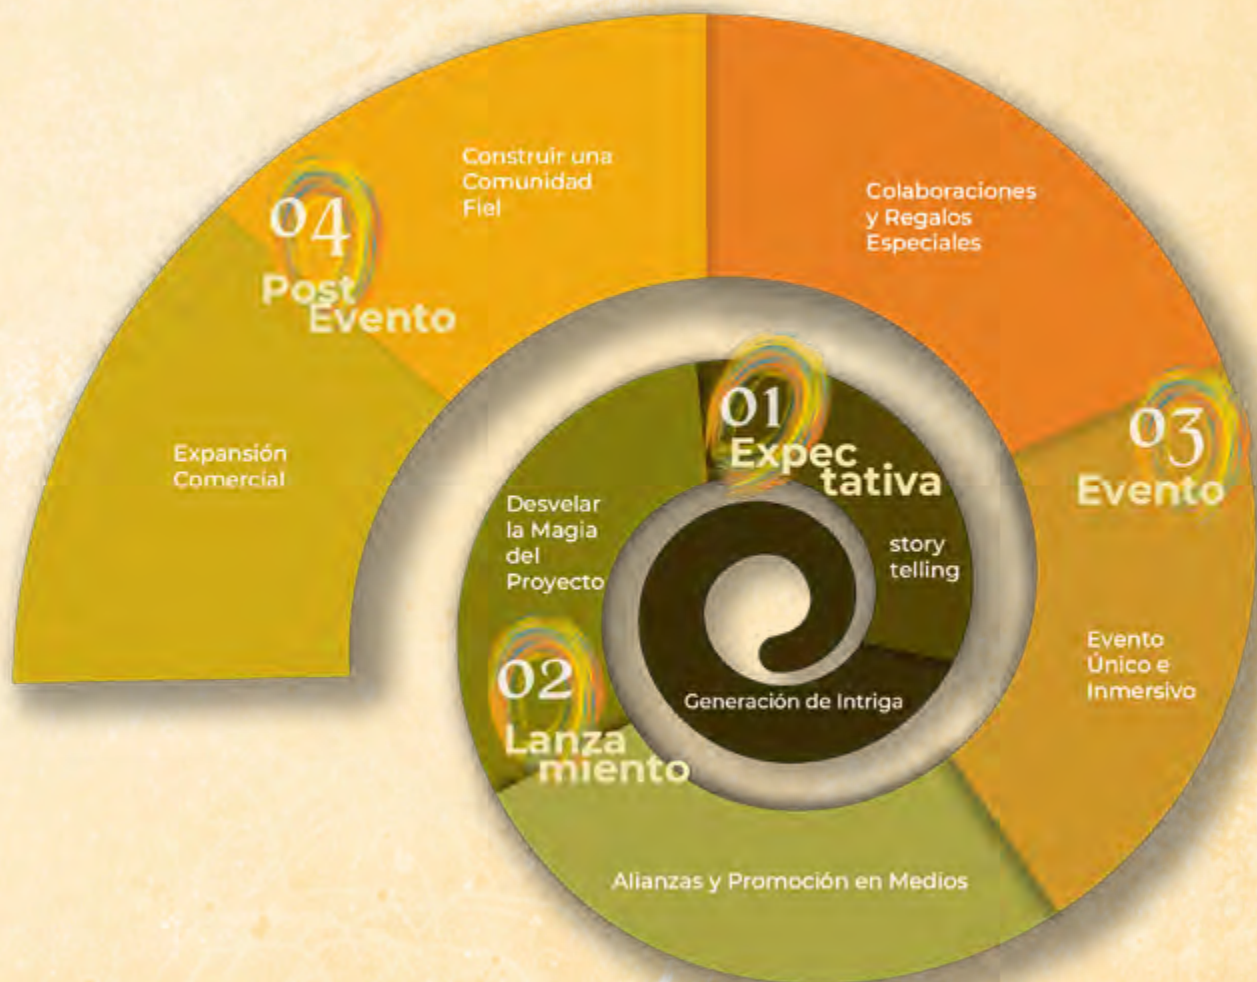 01
Expec
tativa
story
telling
Generación de Intriga
02
Lanza
miento
Desvelar
la Magia
del
Proyecto
Alianzas y Promoción en Medios
03
Evento
Evento
Único e
Inmersivo
Colaboraciones
y Regalos
Especiales
04
Post
Evento
Construir una
Comunidad
Fiel
Expansión
Comercial